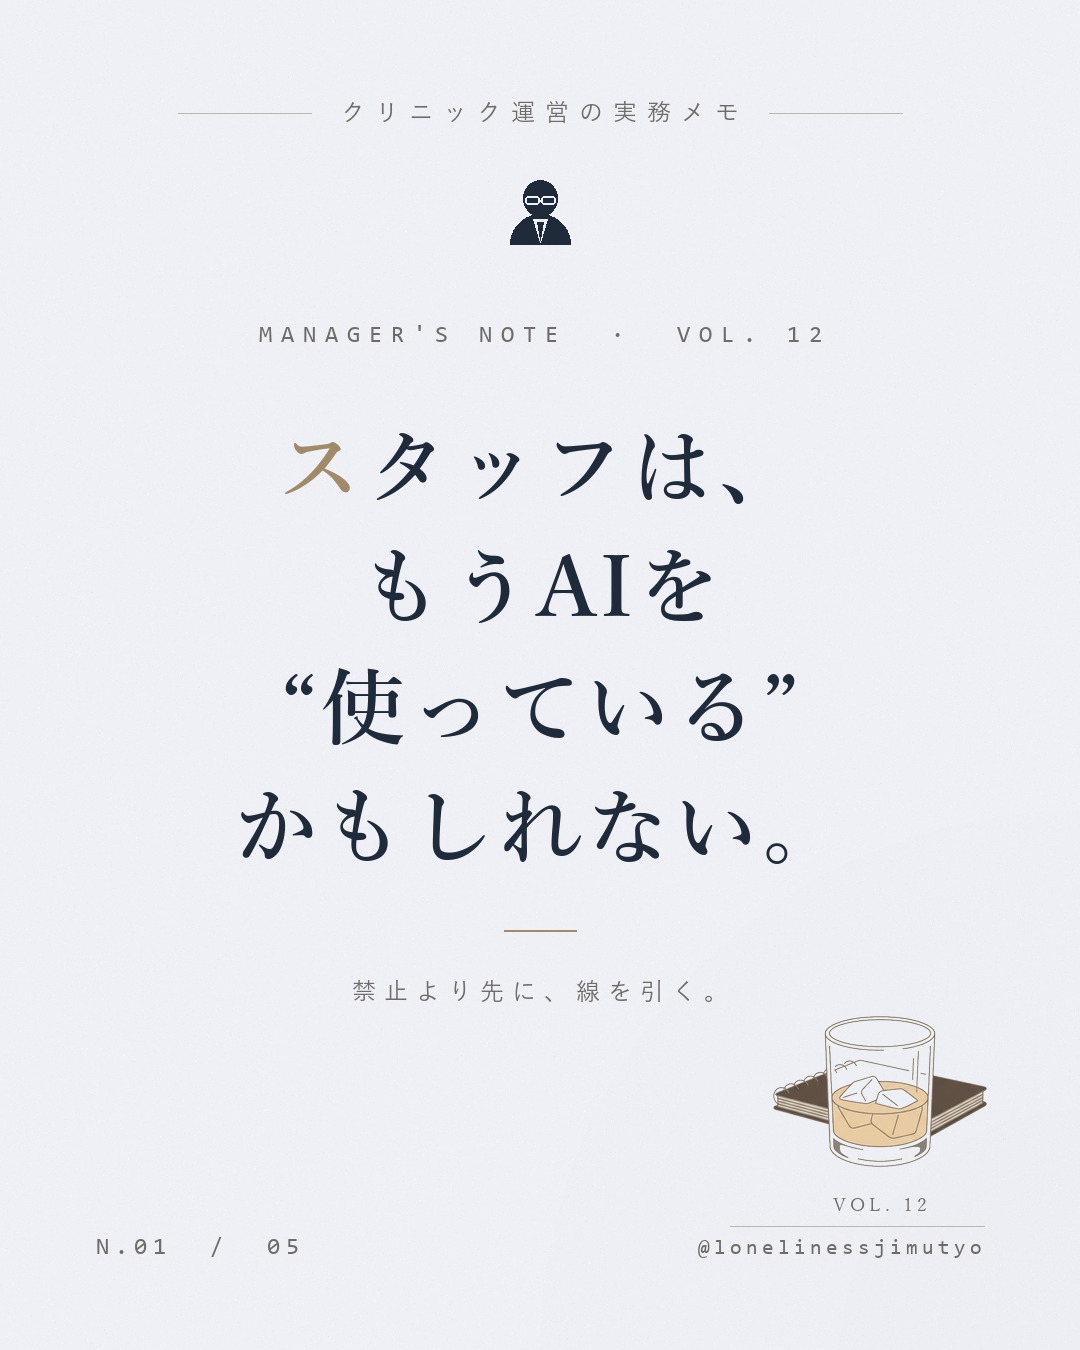 クリニック運営の実務メモ
MANAGER'S NOTE · VOL. 12
スタッフは、
もうAIを
“使っている”
かもしれない。
禁止より先に、線を引く。
VOL. 12
N.01 / 05
@lonelinessjimutyo